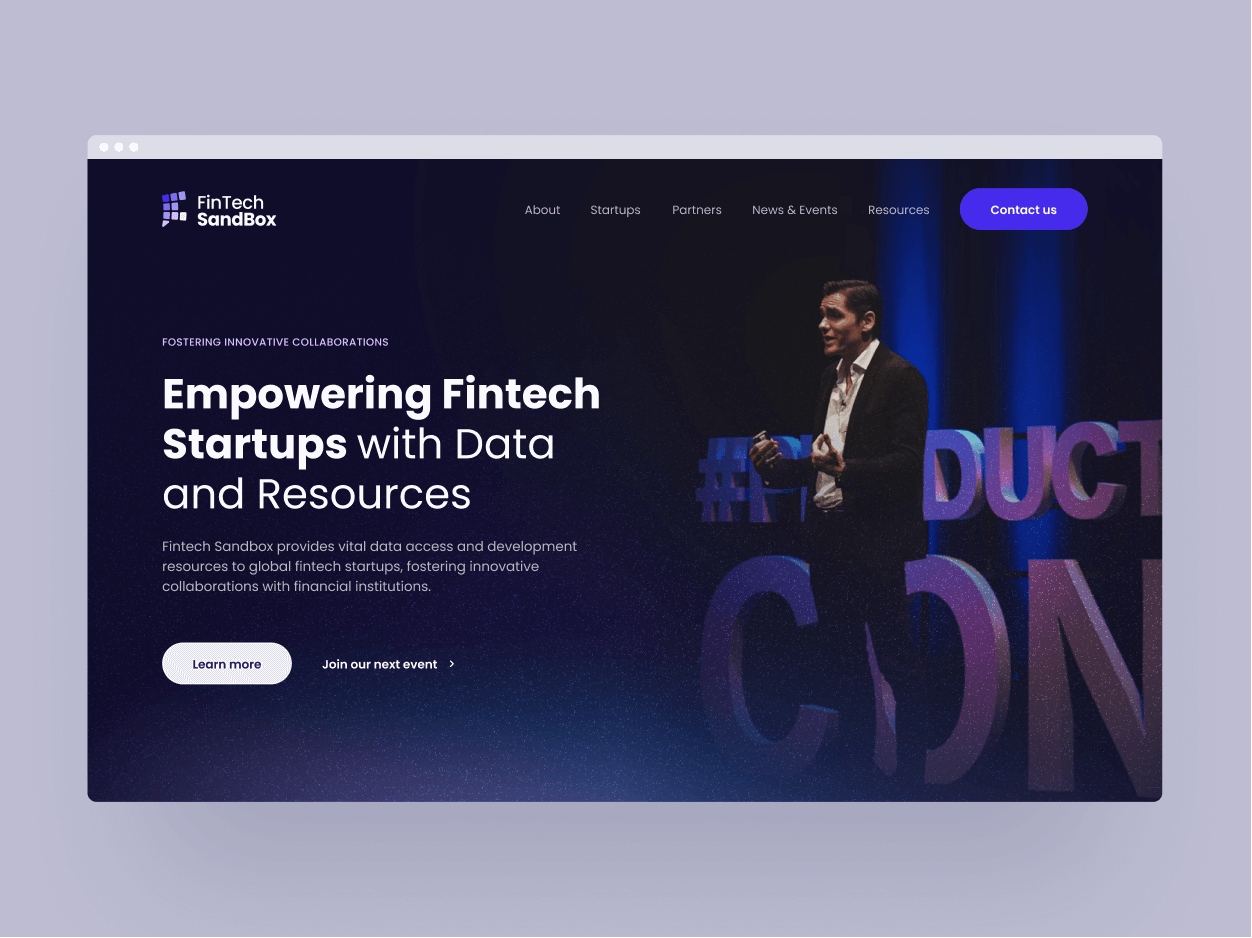 FinTech
SandBox
About
Startups
Partners
News & Events
Resources
Contact us
FOSTERING INNOVATIVE COLLABORATIONS
Empowering Fintech
Startups with Data
and Resources
Fintech Sandbox provides vital data access and development
resources to global fintech startups, fostering innovative
collaborations with financial institutions.
Learn more
Join our next event
DUCT
CON